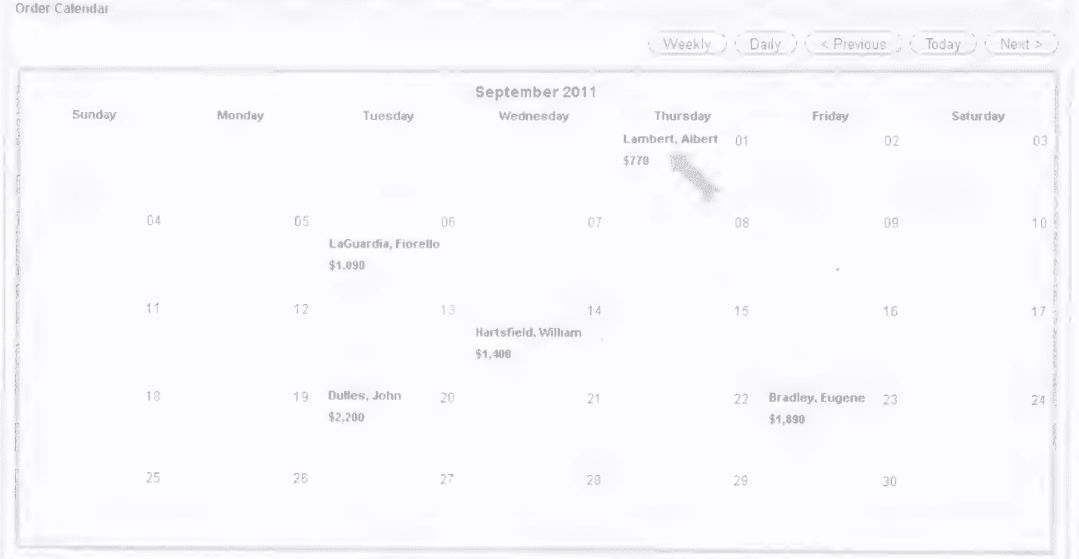 Order Calendar
Weekly Daily < Previous Today Next >
September 2011
Sunday Monday Tuesday Wednesday Thursday Friday Saturday
Lambert, Albert 01 02 03
$770
04 05 06 07 08 09 10
LaGuardia, Fiorello
$1,090
11 12 13 14 15 16 17
Hartsfield, William
$1,400
18 19 Dulles, John 20 21 22 Bradley, Eugene 23 24
$2,200 $1,890
25 26 27 28 29 30